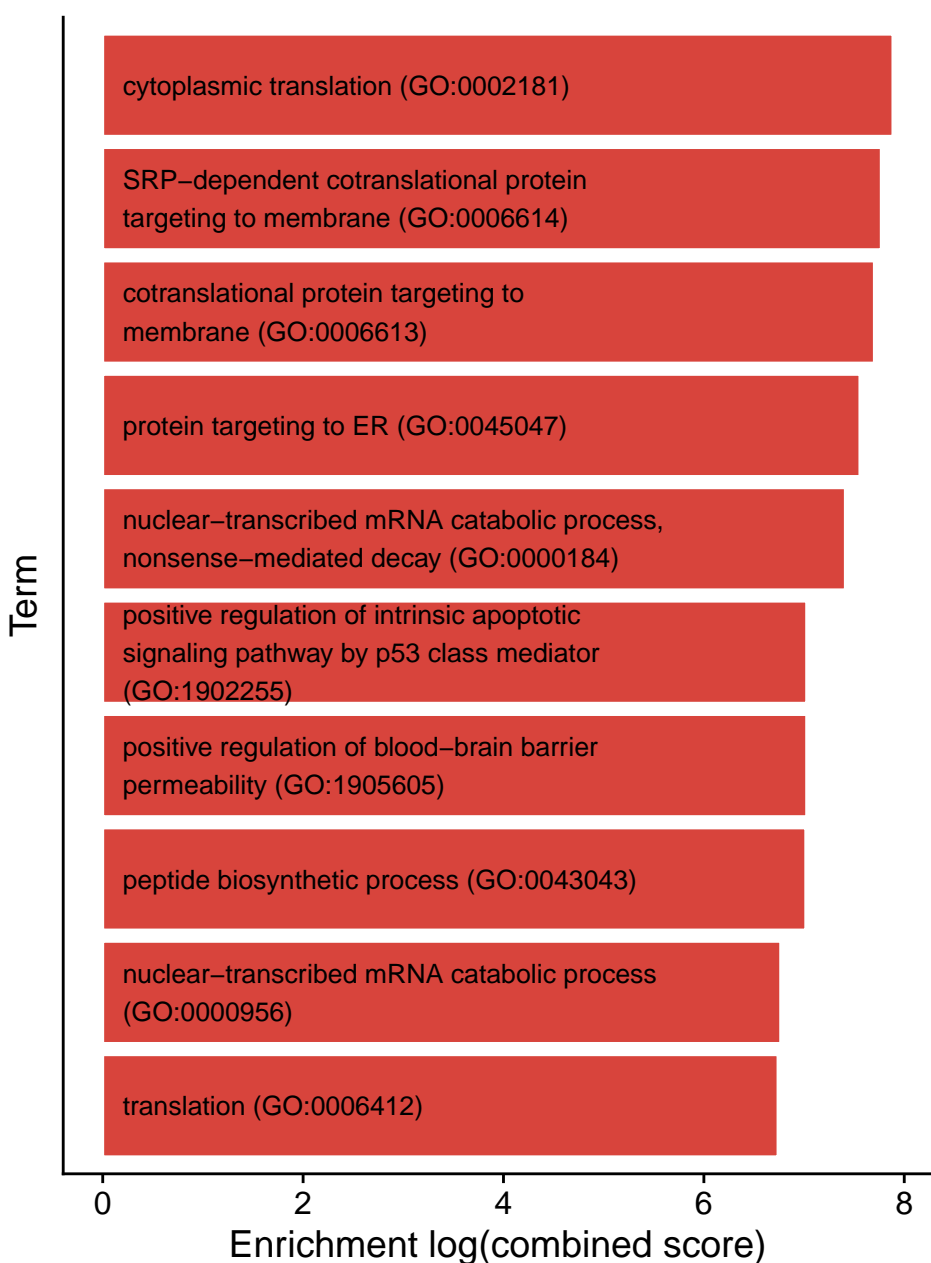 cytoplasmic translation (GO:0002181)
SRP−dependent cotranslational protein
targeting to membrane (GO:0006614)
cotranslational protein targeting to
membrane (GO:0006613)
protein targeting to ER (GO:0045047)
nuclear−transcribed mRNA catabolic process,
nonsense−mediated decay (GO:0000184)
positive regulation of intrinsic apoptotic
signaling pathway by p53 class mediator
(GO:1902255)
positive regulation of blood−brain barrier
permeability (GO:1905605)
peptide biosynthetic process (GO:0043043)
nuclear−transcribed mRNA catabolic process
(GO:0000956)
translation (GO:0006412)
Term
0 2 4 6 8
Enrichment log(combined score)